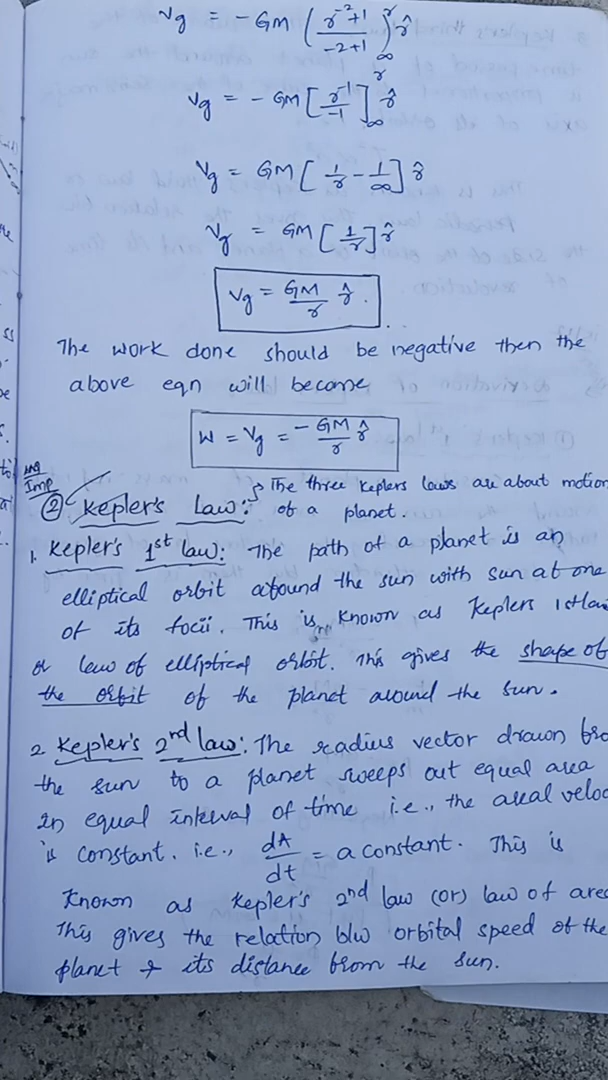 Vg = -GM (r^-2+1 / -2+1)^r_∞ r̂
Vg = -GM [r^-1 / -1]^r_∞ r̂
Vg = GM [1/r - 1/∞] r̂
Vg = GM [1/r] r̂
Vg = GM/r r̂.
The work done should be negative then the
above eqn will become
W = Vg = -GM/r r̂
Imp
② Kepler's Law: → The three Keplers laws are about motion
of a planet.
1. Kepler's 1st law: The path of a planet is an
elliptical orbit around the sun with sun at one
of its focii. This is known as Keplers 1st law
or law of elliptical orbit. This gives the shape of
the orbit of the planet around the sun.
2. Kepler's 2nd law: The radius vector drawn fro
the sun to a planet sweeps out equal area
in equal interval of time i.e., the areal veloc
is constant. i.e., dA/dt = a constant. This is
known as Kepler's 2nd law (or) law of area
This gives the relation b/w orbital speed of the
planet & its distance from the sun.